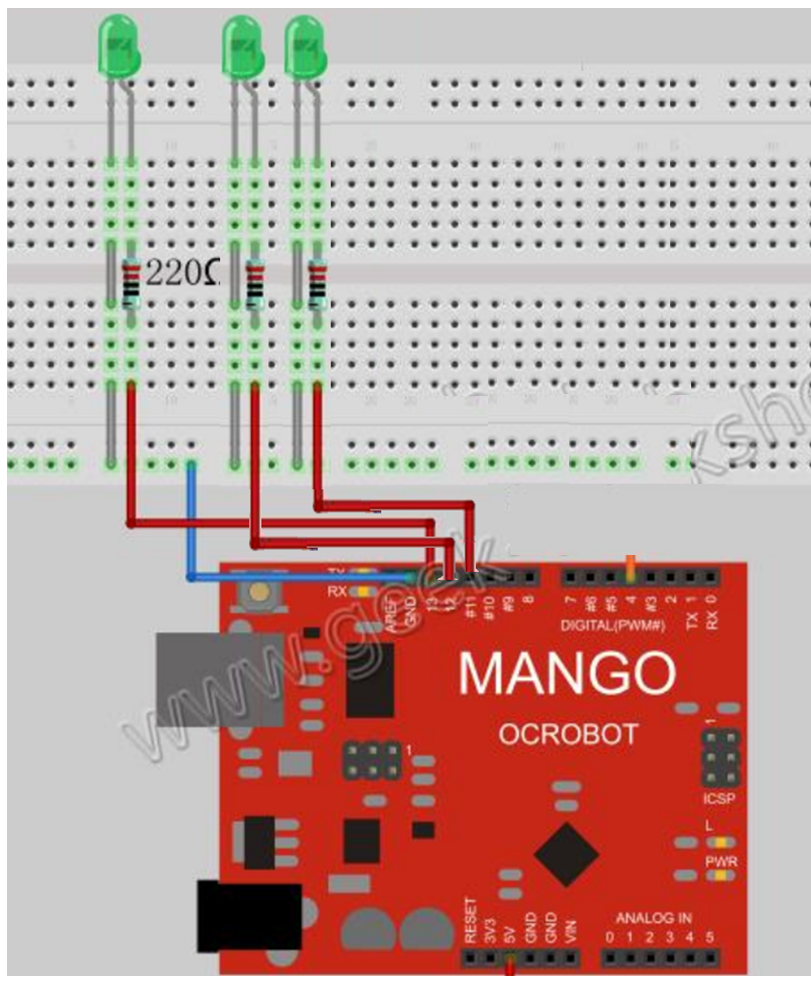 220Ω
TX
RX
AREF
GND
13
12
#11
#10
#9
8
7
#6
#5
4
#3
2
TX 1
RX 0
DIGITAL(PWM#)
www.geek
MANGO
OCROBOT
1
1
ICSP
L
PWR
RESET
3V3
5V
GND
GND
VIN
ANALOG IN
0 1 2 3 4 5